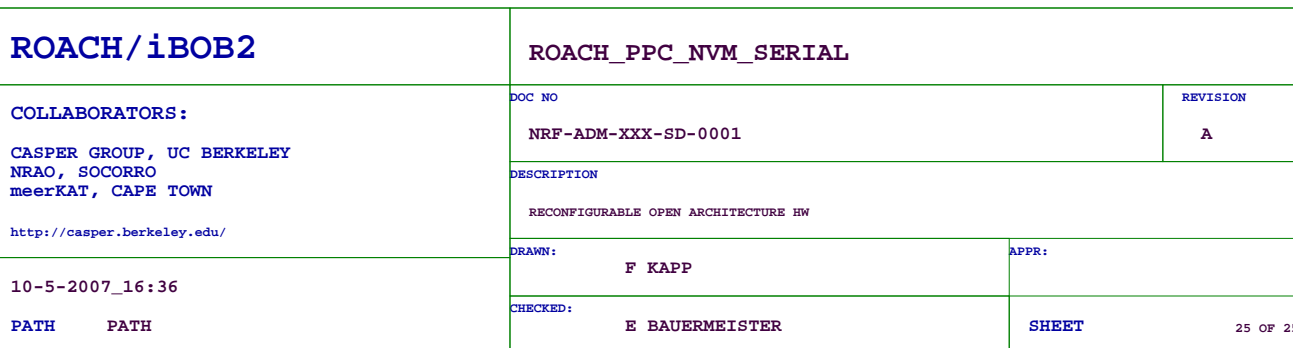 ROACH/iBOB2
ROACH_PPC_NVM_SERIAL
COLLABORATORS:
CASPER GROUP, UC BERKELEY
NRAO, SOCORRO
meerKAT, CAPE TOWN
http://casper.berkeley.edu/
10-5-2007_16:36
PATH PATH
DOC NO
NRF-ADM-XXX-SD-0001
REVISION
A
DESCRIPTION
RECONFIGURABLE OPEN ARCHITECTURE HW
DRAWN:
F KAPP
APPR:
CHECKED:
E BAUERMEISTER
SHEET 25 OF 25